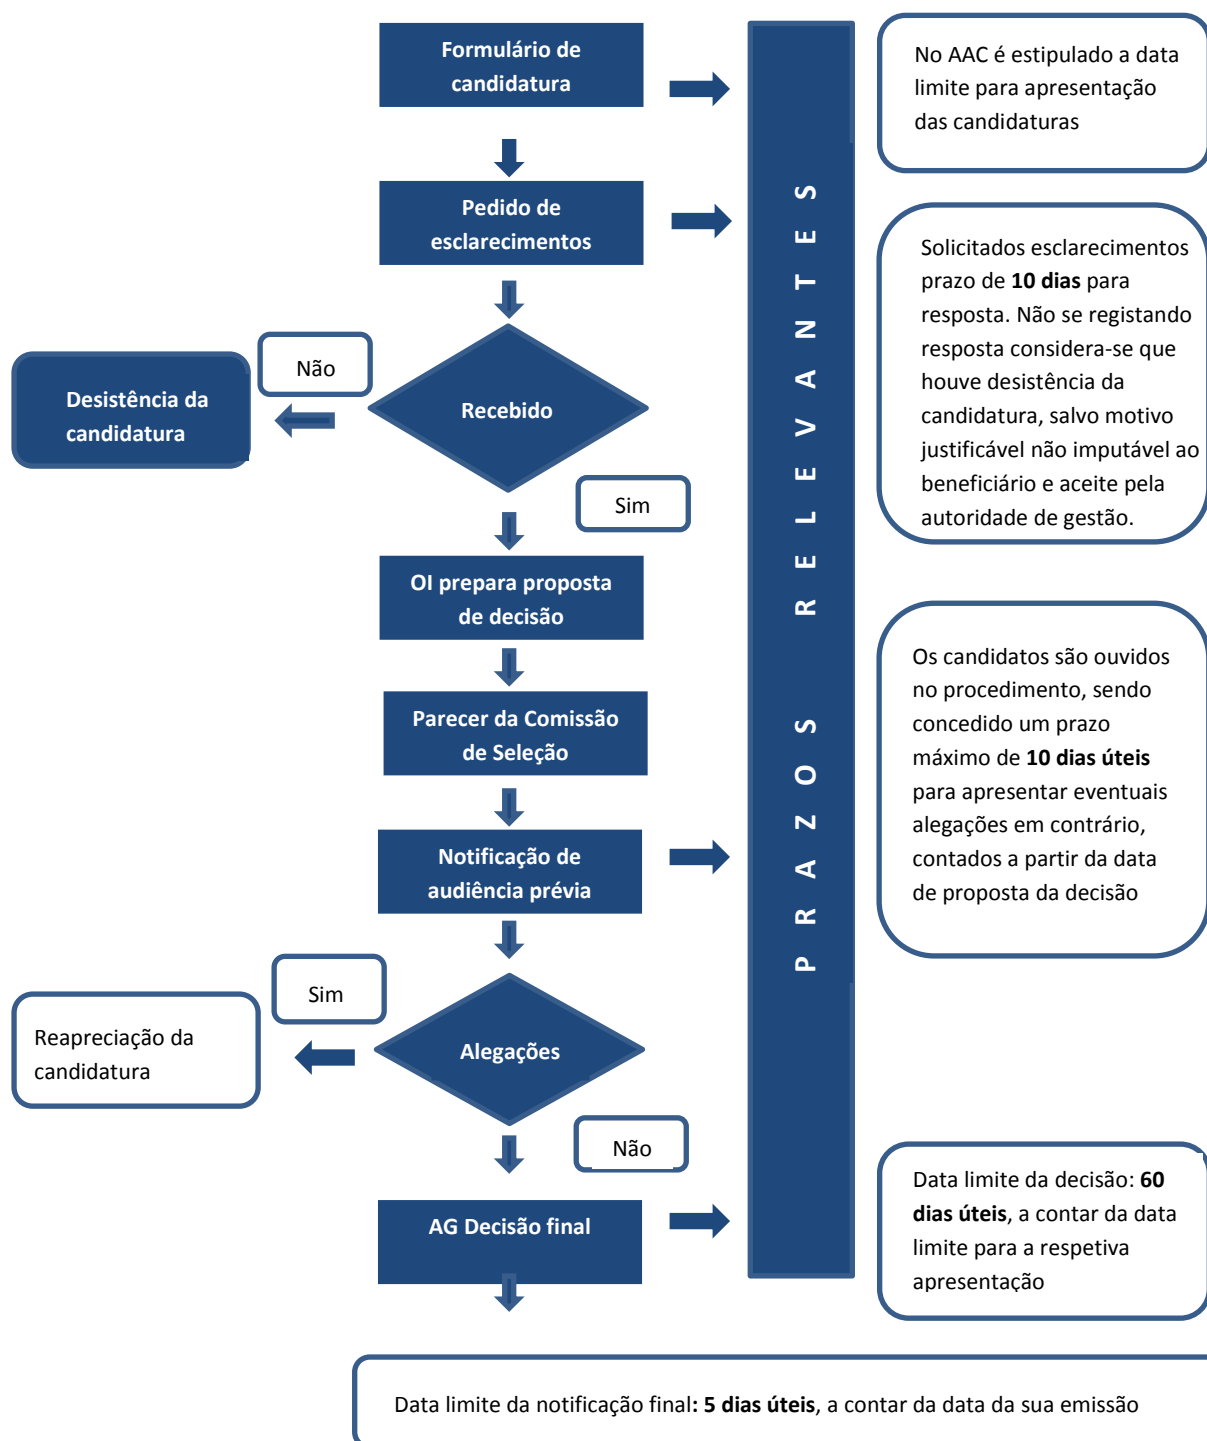 Formulário de
candidatura
No AAC é estipulado a data
limite para apresentação
das candidaturas
Pedido de
esclarecimentos
Solicitados esclarecimentos
prazo de 10 dias para
resposta. Não se registando
resposta considera-se que
houve desistência da
candidatura, salvo motivo
justificável não imputável ao
beneficiário e aceite pela
autoridade de gestão.
Não
Desistência da
candidatura
Recebido
Sim
OI prepara proposta
de decisão
Parecer da Comissão
de Seleção
Os candidatos são ouvidos
no procedimento, sendo
concedido um prazo
máximo de 10 dias úteis
para apresentar eventuais
alegações em contrário,
contados a partir da data
de proposta da decisão
Notificação de
audiência prévia
PRAZOS RELEVANTES
Sim
Reapreciação da
candidatura
Alegações
Não
AG Decisão final
Data limite da decisão: 60
dias úteis, a contar da data
limite para a respetiva
apresentação
Data limite da notificação final: 5 dias úteis, a contar da data da sua emissão